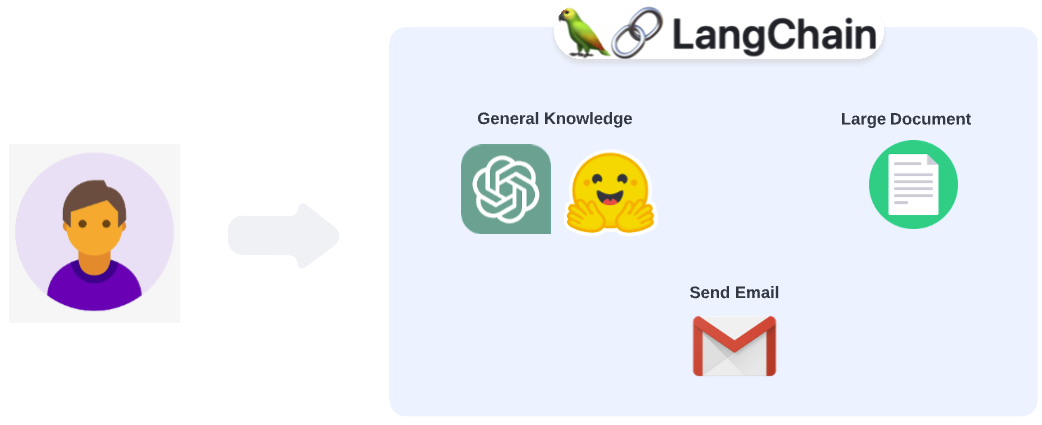 LangChain
General Knowledge
Large Document
Send Email